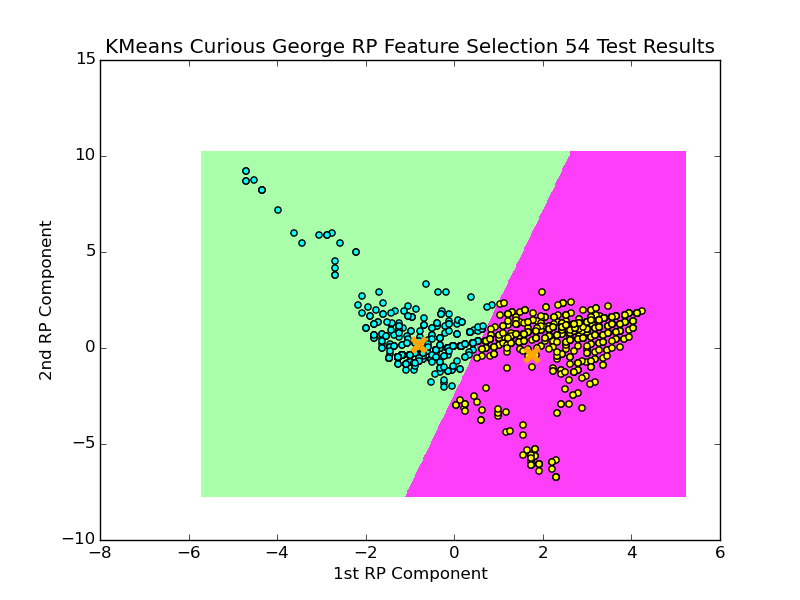 KMeans Curious George RP Feature Selection 54 Test Results
15
10
5
0
−5
−10
−8 −6 −4 −2 0 2 4 6
2nd RP Component
1st RP Component